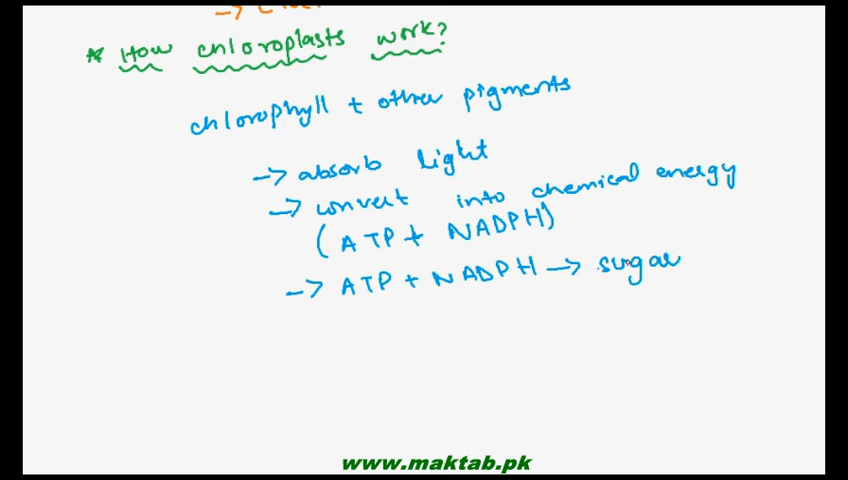 * How chloroplasts work?
chlorophyll + other pigments
-> absorb light
-> convert into chemical energy
(ATP + NADPH)
-> ATP + NADPH -> sugar
www.maktab.pk